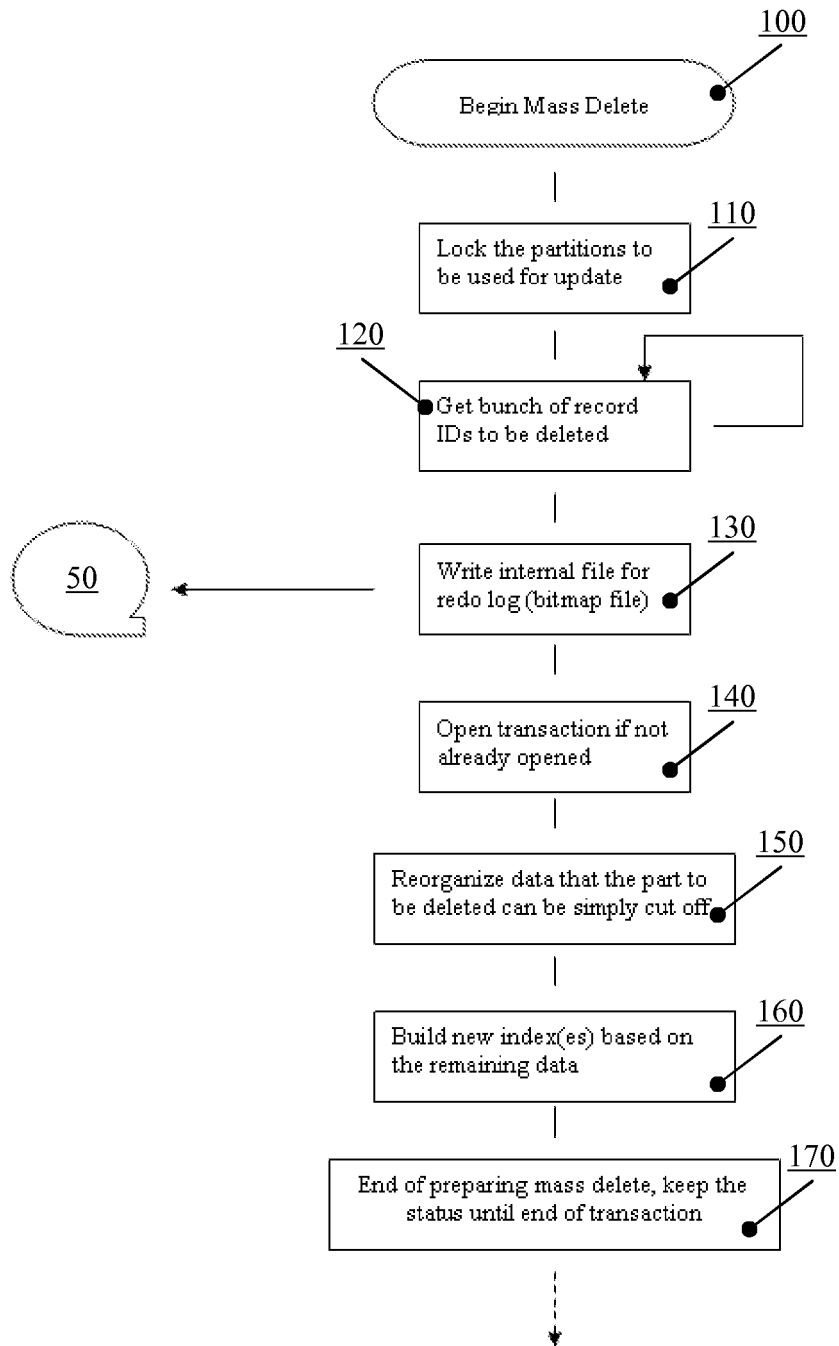 100
Begin Mass Delete
110
Lock the partitions to
be used for update
120
Get bunch of record
IDs to be deleted
130
Write internal file for
redo log (bitmap file)
50
140
Open transaction if not
already opened
150
Reorganize data that the part to
be deleted can be simply cut off
160
Build new index(es) based on
the remaining data
170
End of preparing mass delete, keep the
status until end of transaction